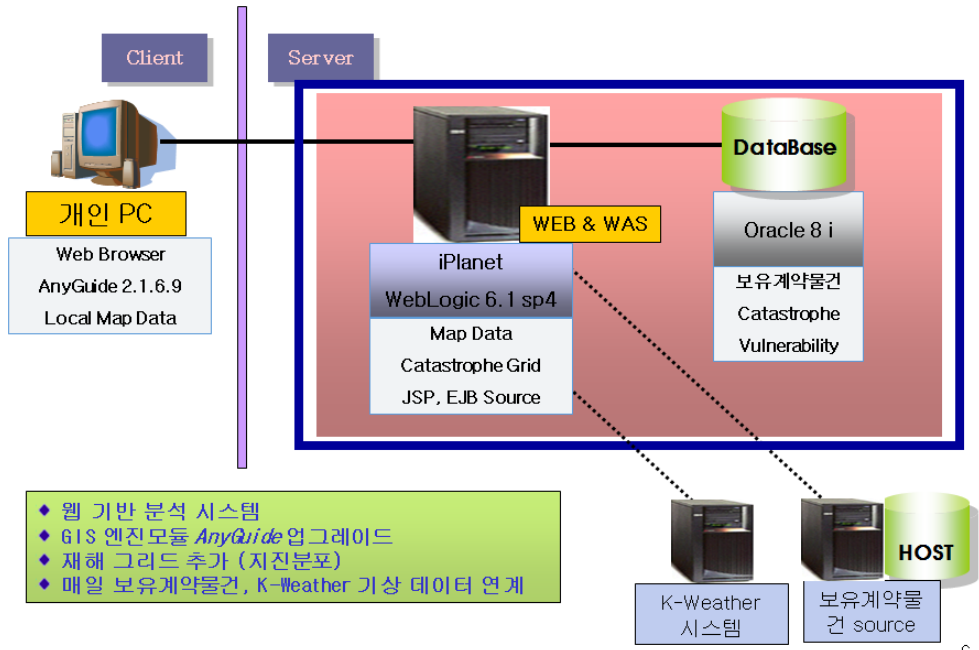 Client
Server
개인 PC
Web Browser
AnyGuide 2.1.6.9
Local Map Data
WEB & WAS
iPlanet
WebLogic 6.1 sp4
Map Data
Catastrophe Grid
JSP, EJB Source
DataBase
Oracle 8 i
보유계약물건
Catastrophe
Vulnerability
◆ 웹 기반 분석 시스템
◆ GIS 엔진모듈 AnyGuide 업그레이드
◆ 재해 그리드 추가 (지진분포)
◆ 매일 보유계약물건, K-Weather 기상 데이터 연계
K-Weather
시스템
보유계약물
건 source
HOST